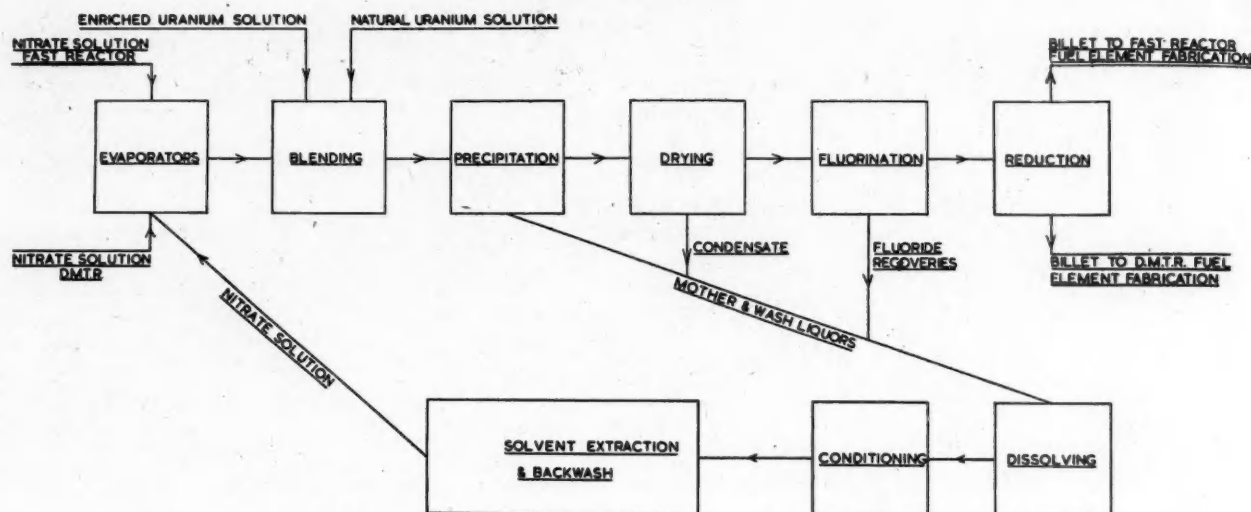 ENRICHED URANIUM SOLUTION
NATURAL URANIUM SOLUTION
NITRATE SOLUTION
FAST REACTOR
BILLET TO FAST REACTOR
FUEL ELEMENT FABRICATION
EVAPORATORS
BLENDING
PRECIPITATION
DRYING
FLUORINATION
REDUCTION
NITRATE SOLUTION
D.M.T.R.
CONDENSATE
FLUORIDE
RECOVERIES
BILLET TO D.M.T.R. FUEL
ELEMENT FABRICATION
MOTHER & WASH LIQUORS
NITRATE SOLUTION
SOLVENT EXTRACTION
& BACKWASH
CONDITIONING
DISSOLVING